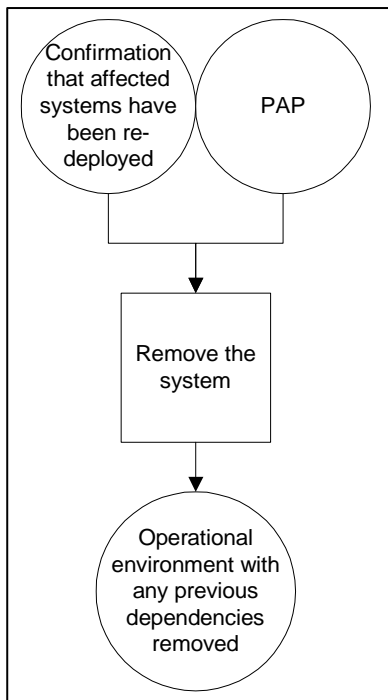 Confirmation
that affected
systems have
been re-
deployed
PAP
Remove the
system
Operational
environment with
any previous
dependencies
removed